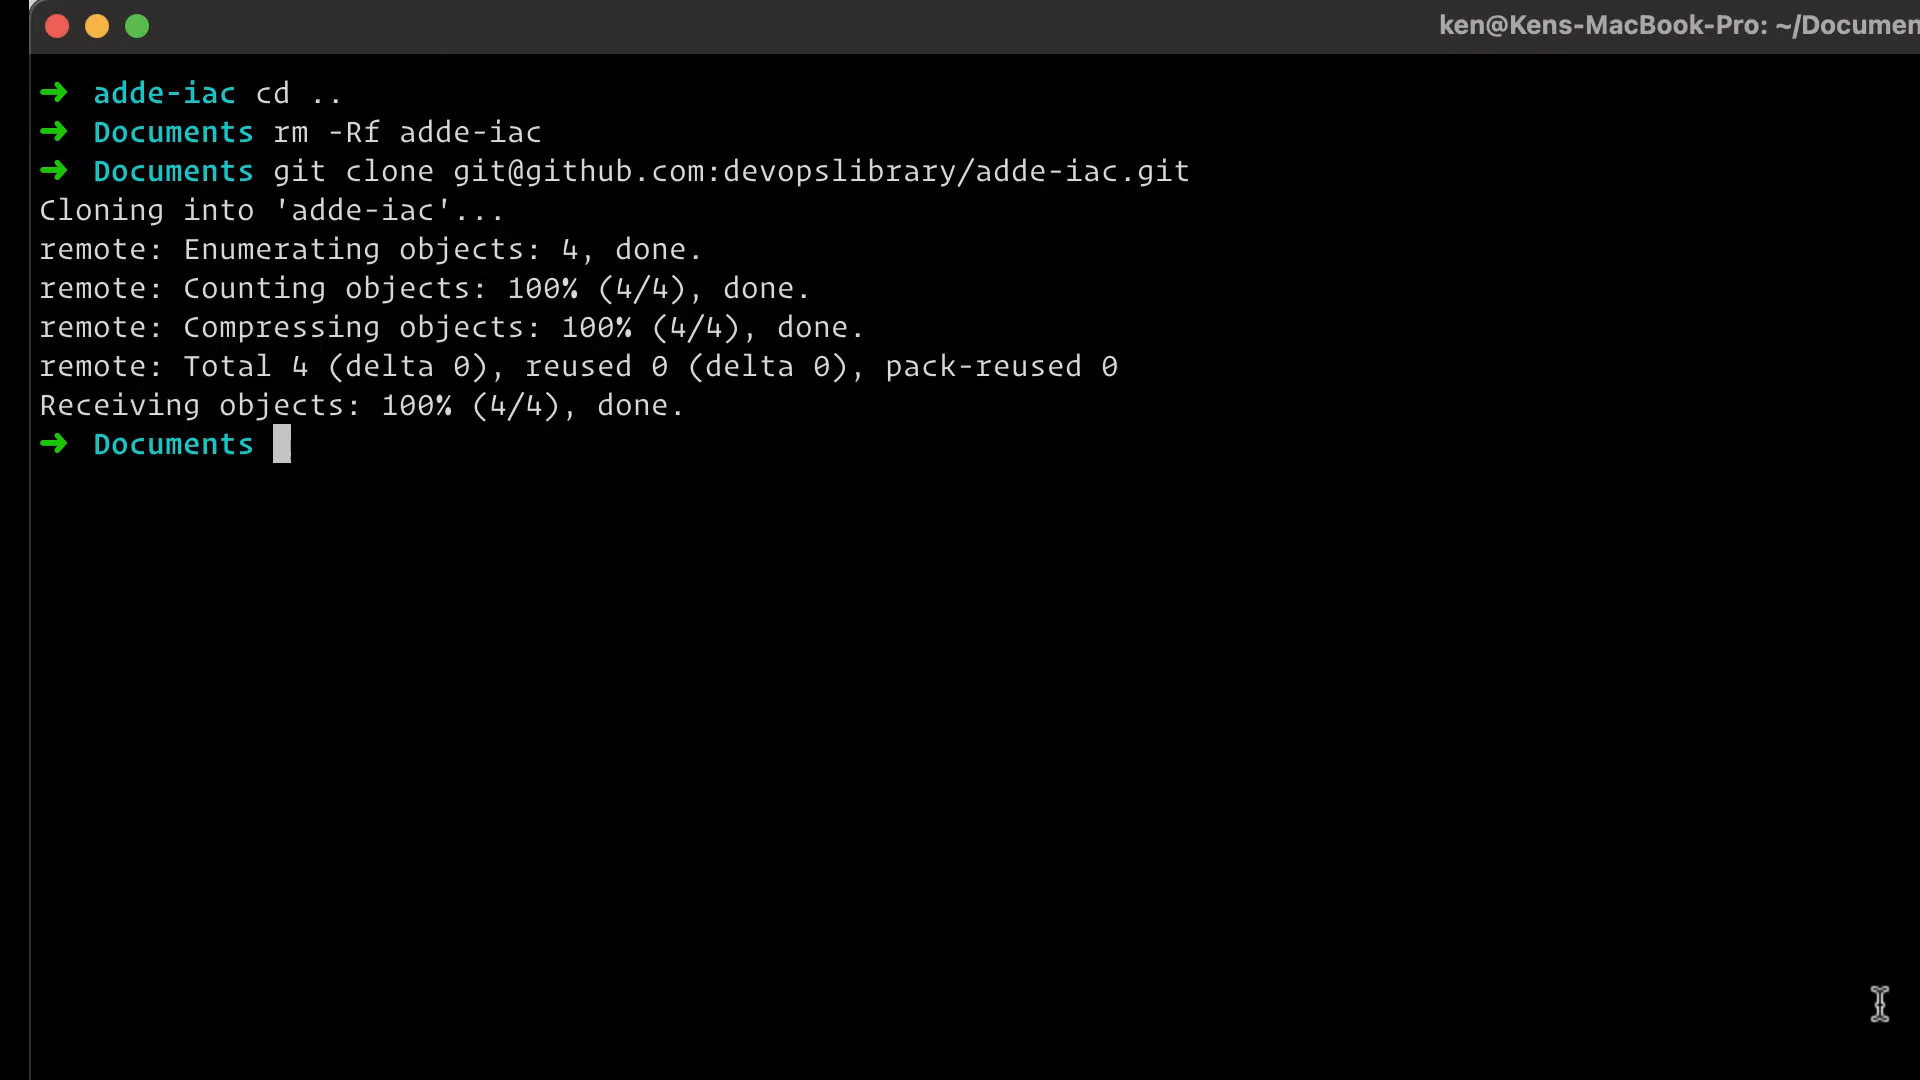 ken@Kens-MacBook-Pro: ~/Documen
➜ adde-iac cd ..
➜ Documents rm -Rf adde-iac
➜ Documents git clone git@github.com:devopslibrary/adde-iac.git
Cloning into 'adde-iac'...
remote: Enumerating objects: 4, done.
remote: Counting objects: 100% (4/4), done.
remote: Compressing objects: 100% (4/4), done.
remote: Total 4 (delta 0), reused 0 (delta 0), pack-reused 0
Receiving objects: 100% (4/4), done.
➜ Documents